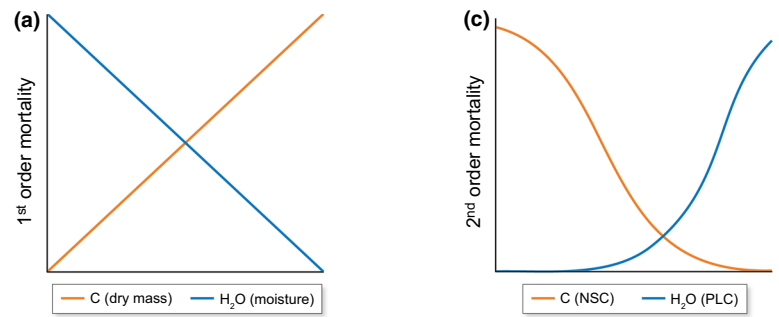 (a)
1st order mortality
C (dry mass) H2O (moisture)
(c)
2nd order mortality
C (NSC) H2O (PLC)